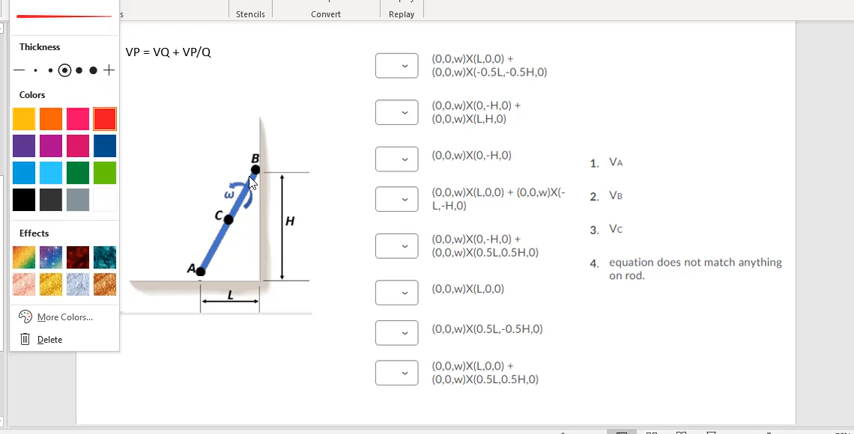 s
Stencils
Convert
Replay
Thickness
VP = VQ + VP/Q
Colors
Effects
More Colors...
Delete
B
ω
C
H
A
L
(0,0,w)X(L,0,0) +
(0,0,w)X(-0.5L,-0.5H,0)
(0,0,w)X(0,-H,0) +
(0,0,w)X(L,H,0)
(0,0,w)X(0,-H,0)
(0,0,w)X(L,0,0) + (0,0,w)X(-
L,-H,0)
(0,0,w)X(0,-H,0) +
(0,0,w)X(0.5L,0.5H,0)
(0,0,w)X(L,0,0)
(0,0,w)X(0.5L,-0.5H,0)
(0,0,w)X(L,0,0) +
(0,0,w)X(0.5L,0.5H,0)
1. VA
2. VB
3. VC
4. equation does not match anything
on rod.